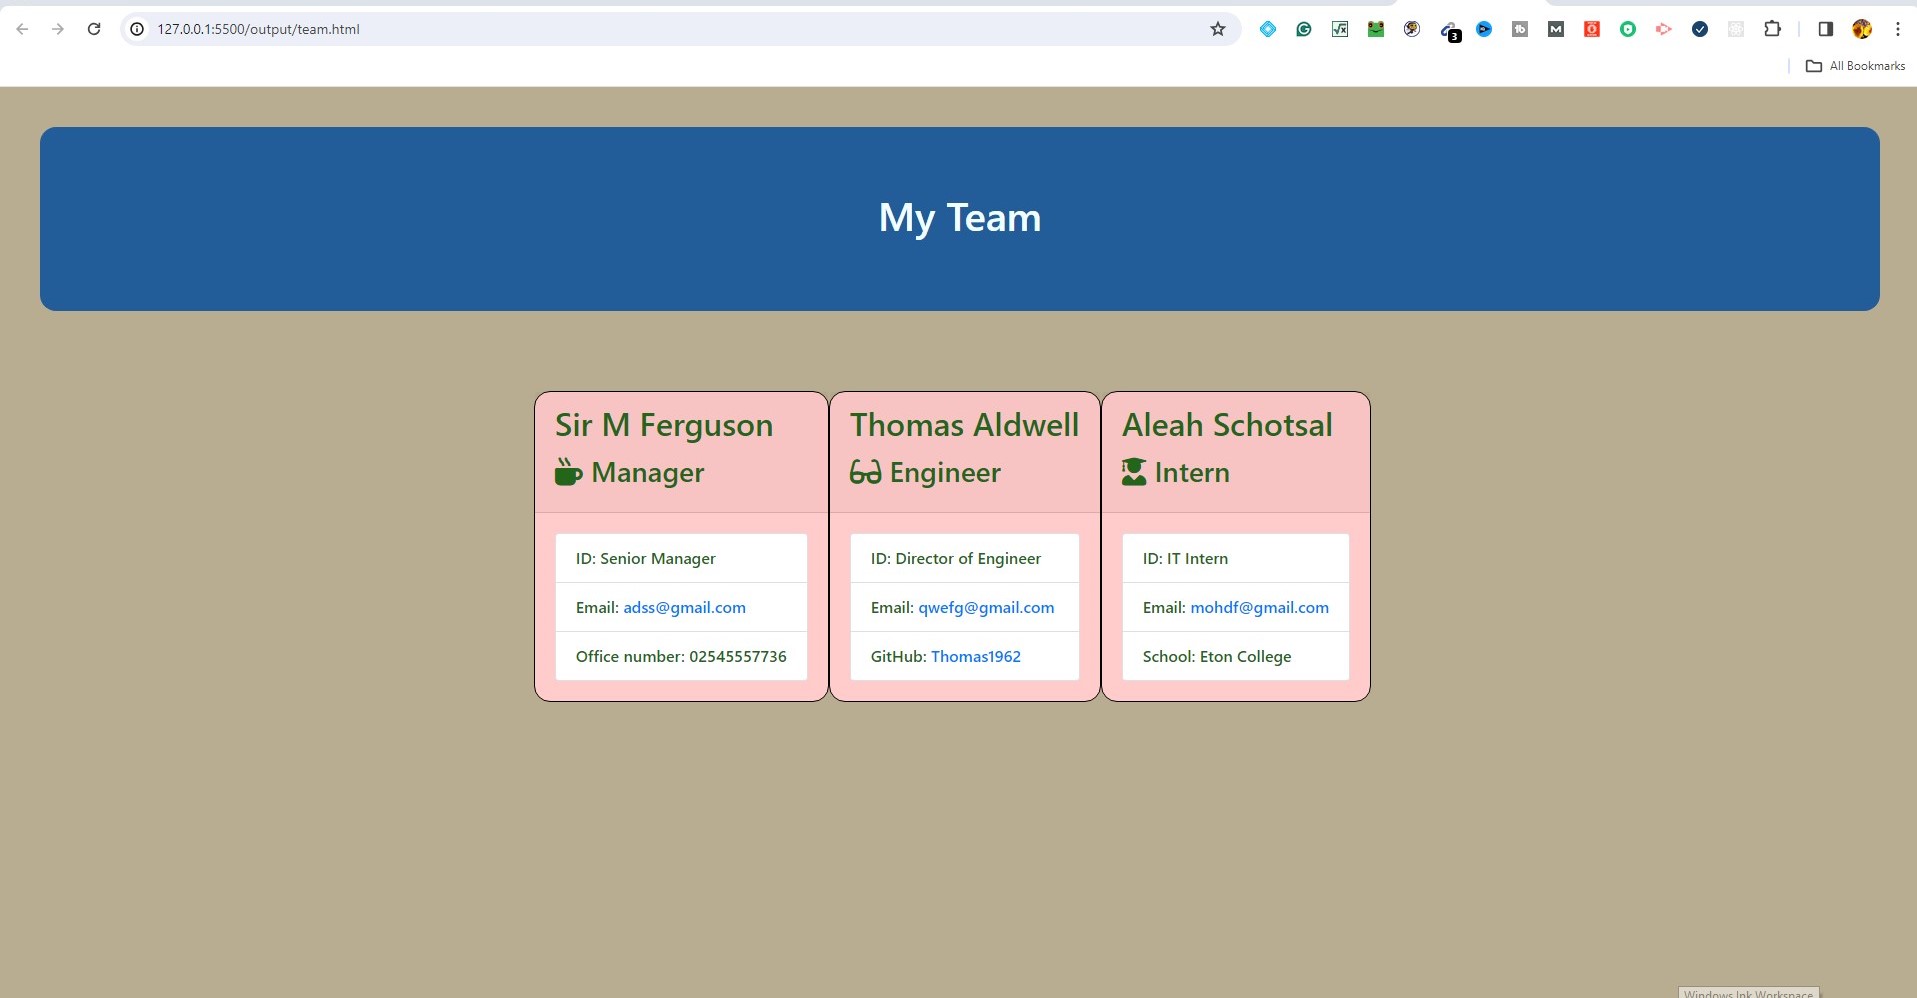 127.0.0.1:5500/output/team.html
3
All Bookmarks
My Team
Sir M Ferguson
Manager
ID: Senior Manager
Email: adss@gmail.com
Office number: 02545557736
Thomas Aldwell
Engineer
ID: Director of Engineer
Email: qwefg@gmail.com
GitHub: Thomas1962
Aleah Schotsal
Intern
ID: IT Intern
Email: mohdf@gmail.com
School: Eton College
Windows Ink Workspace